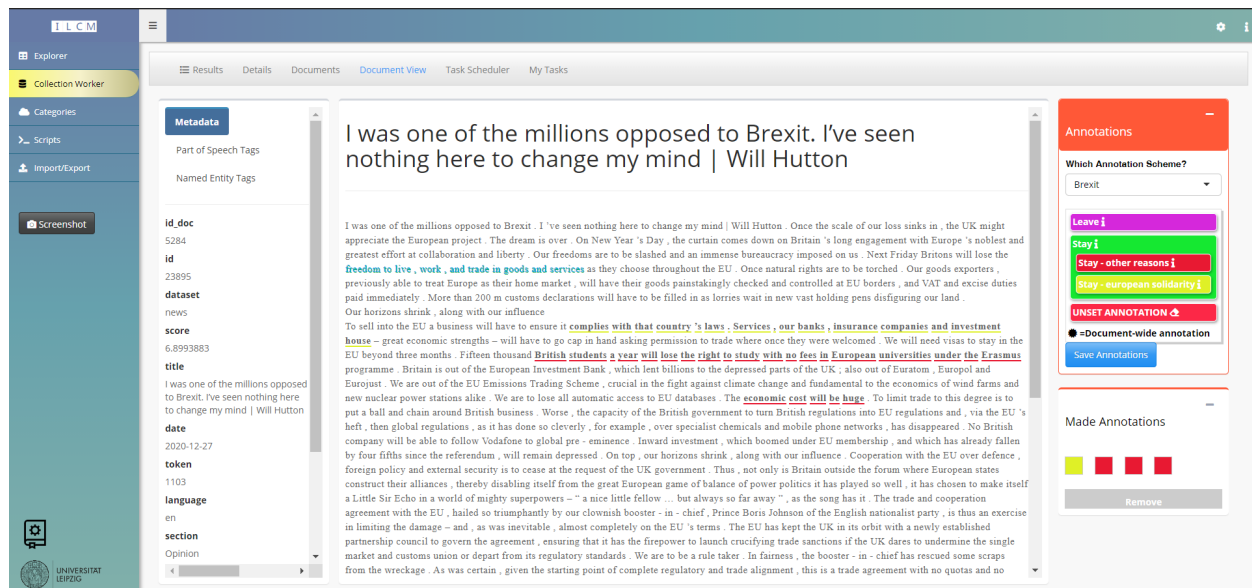 I L C M
Explorer
Collection Worker
Categories
Scripts
Import/Export
Screenshot
UNIVERSITÄT
LEIPZIG
Results Details Documents Document View Task Scheduler My Tasks
Metadata
Part of Speech Tags
Named Entity Tags
id_doc
5284
id
23895
dataset
news
score
6.8993883
title
I was one of the millions opposed
to Brexit. I've seen nothing here
to change my mind | Will Hutton
date
2020-12-27
token
1103
language
en
section
Opinion
I was one of the millions opposed to Brexit. I've seen
nothing here to change my mind | Will Hutton
I was one of the millions opposed to Brexit . I 've seen nothing here to change my mind | Will Hutton . Once the scale of our loss sinks in , the UK might
appreciate the European project . The dream is over . On New Year 's Day , the curtain comes down on Britain 's long engagement with Europe 's noblest and
greatest effort at collaboration and liberty . Our freedoms are to be slashed and an immense bureaucracy imposed on us . Next Friday Britons will lose the
freedom to live , work , and trade in goods and services as they choose throughout the EU . Once natural rights are to be torched . Our goods exporters ,
previously able to treat Europe as their home market , will have their goods painstakingly checked and controlled at EU borders , and VAT and excise duties
paid immediately . More than 200 m customs declarations will have to be filled in as lorries wait in new vast holding pens disfiguring our land .
Our horizons shrink , along with our influence
To sell into the EU a business will have to ensure it complies with that country 's laws . Services , our banks , insurance companies and investment
house – great economic strengths – will have to go cap in hand asking permission to trade where once they were welcomed . We will need visas to stay in the
EU beyond three months . Fifteen thousand British students a year will lose the right to study with no fees in European universities under the Erasmus
programme . Britain is out of the European Investment Bank , which lent billions to the depressed parts of the UK ; also out of Euratom , Europol and
Eurojust . We are out of the EU Emissions Trading Scheme , crucial in the fight against climate change and fundamental to the economics of wind farms and
new nuclear power stations alike . We are to lose all automatic access to EU databases . The economic cost will be huge . To limit trade to this degree is to
put a ball and chain around British business . Worse , the capacity of the British government to turn British regulations into EU regulations and , via the EU 's
heft , then global regulations , as it has done so cleverly , for example , over specialist chemicals and mobile phone networks , has disappeared . No British
company will be able to follow Vodafone to global pre - eminence . Inward investment , which boomed under EU membership , and which has already fallen
by four fifths since the referendum , will remain depressed . On top , our horizons shrink , along with our influence . Cooperation with the EU over defence ,
foreign policy and external security is to cease at the request of the UK government . Thus , not only is Britain outside the forum where European states
construct their alliances , thereby disabling itself from the great European game of balance of power politics it has played so well , it has chosen to make itself
a Little Sir Echo in a world of mighty superpowers – “ a nice little fellow … but always so far away ” , as the song has it . The trade and cooperation
agreement with the EU , hailed so triumphantly by our clownish booster - in - chief , Prince Boris Johnson of the English nationalist party , is thus an exercise
in limiting the damage – and , as was inevitable , almost completely on the EU 's terms . The EU has kept the UK in its orbit with a newly established
partnership council to govern the agreement , ensuring that it has the firepower to launch crucifying trade sanctions if the UK dares to undermine the single
market and customs union or depart from its regulatory standards . We are to be a rule taker . In fairness , the booster - in - chief has rescued some scraps
from the wreckage . As was certain , given the starting point of complete regulatory and trade alignment , this is a trade agreement with no quotas and no
Annotations
Which Annotation Scheme?
Brexit
Leave
Stay
Stay - other reasons
Stay - european solidarity
UNSET ANNOTATION
=Document-wide annotation
Save Annotations
Made Annotations
Remove